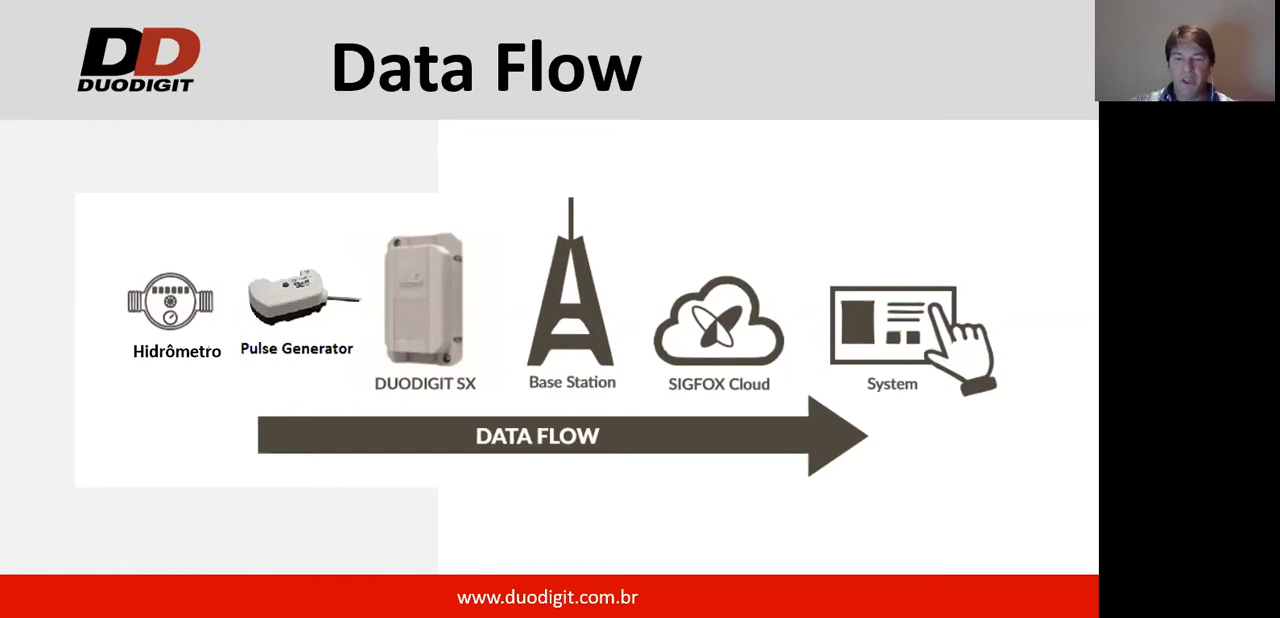 DD
DUODIGIT
Data Flow
Hidrômetro
Pulse Generator
DUODIGIT SX
Base Station
SIGFOX Cloud
System
DATA FLOW
www.duodigit.com.br